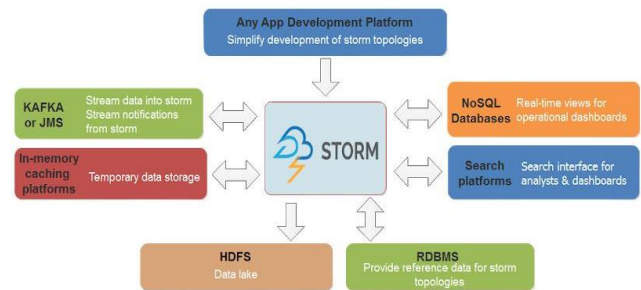 Any App Development Platform
Simplify development of storm topologies
KAFKA
or JMS
Stream data into storm
Stream notifications
from storm
NoSQL
Databases
Real-time views for
operational dashboards
STORM
In-memory
caching
platforms
Temporary data storage
Search
platforms
Search interface for
analysts & dashboards
HDFS
Data lake
RDBMS
Provide reference data for storm
topologies